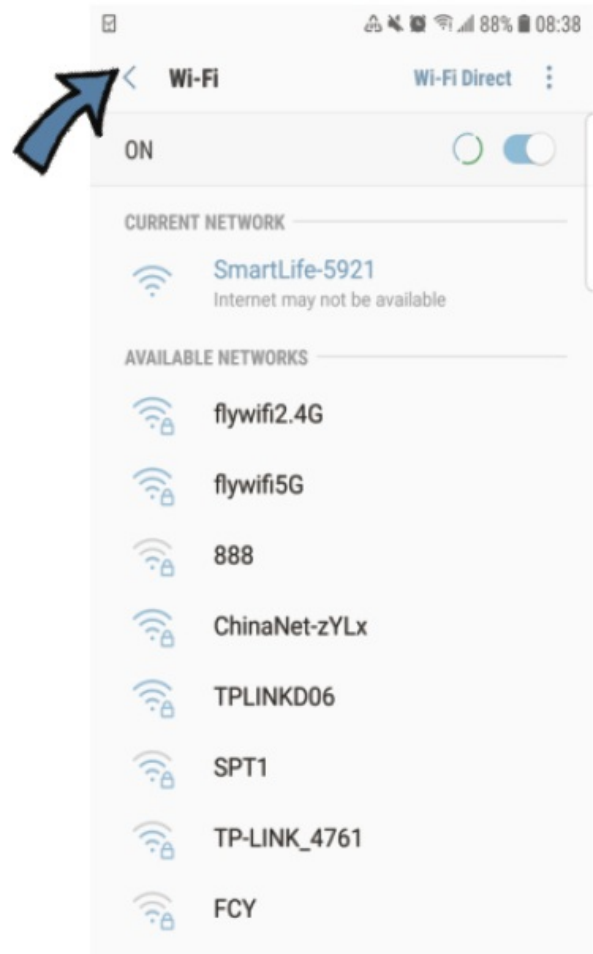 88% 08:38
Wi-Fi Wi-Fi Direct
ON
CURRENT NETWORK
SmartLife-5921
Internet may not be available
AVAILABLE NETWORKS
flywifi2.4G
flywifi5G
888
ChinaNet-zYLx
TPLINKD06
SPT1
TP-LINK_4761
FCY